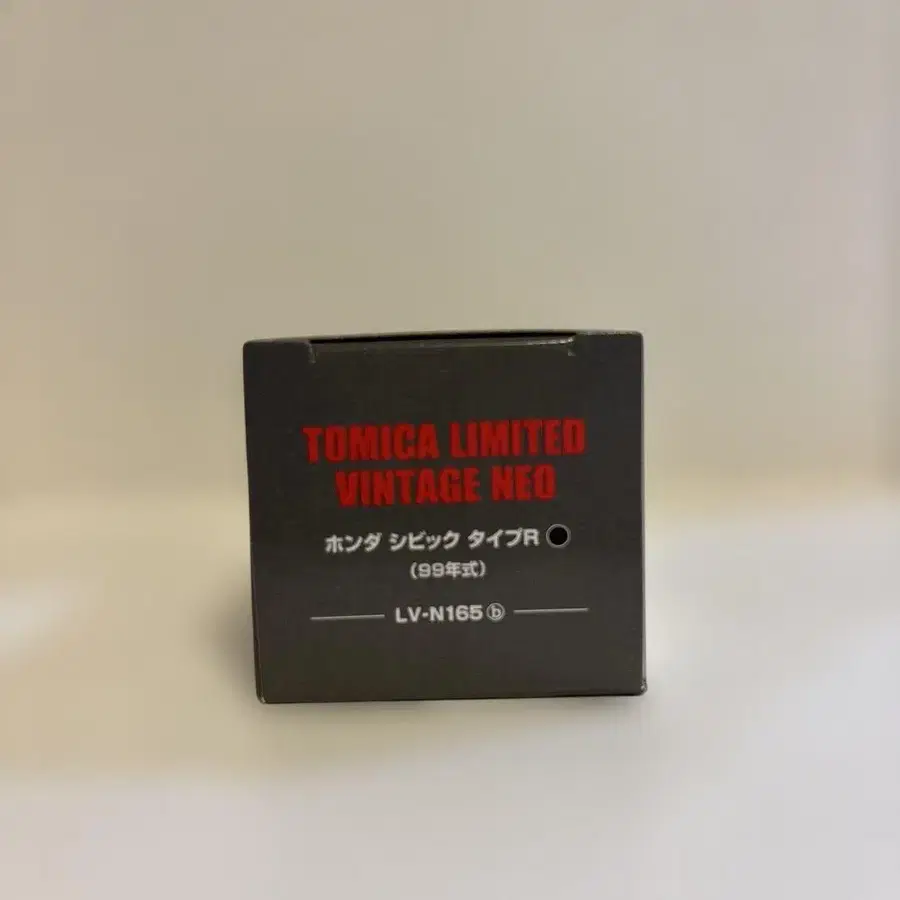 TOMICA LIMITED
VINTAGE NEO
ホンダ シビック タイプR ●
(99年式)
LV-N165 ⓑ